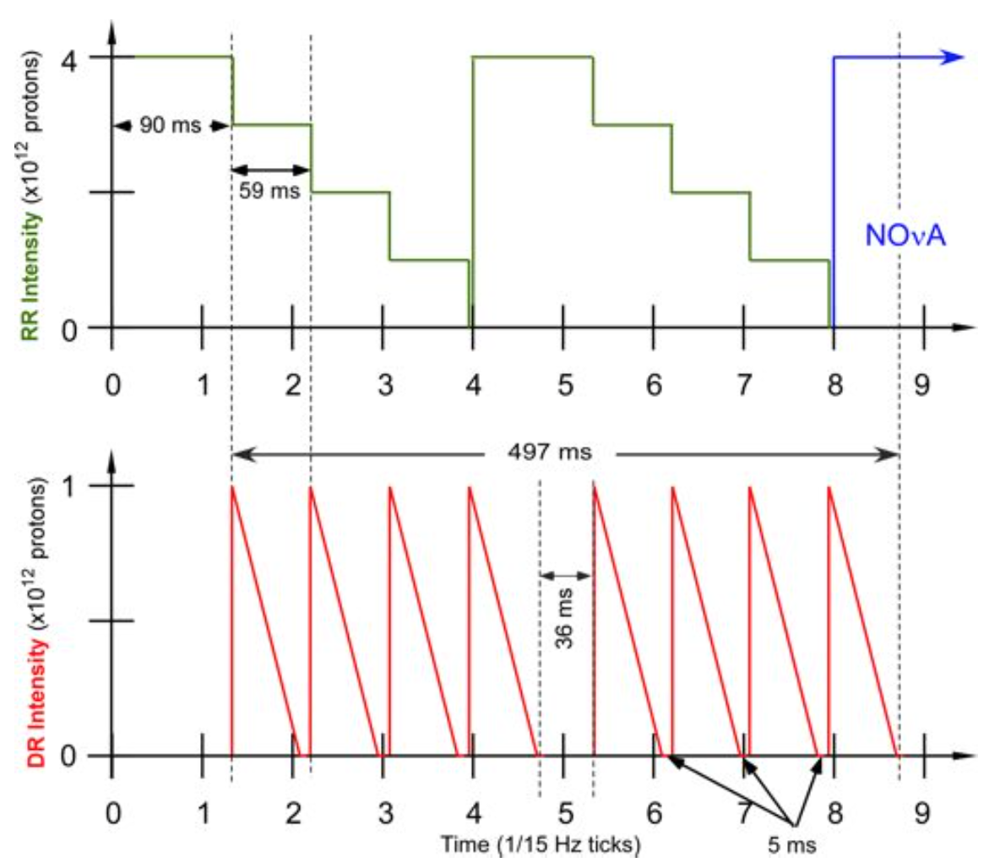 RR Intensity (x10¹² protons)
4
90 ms
59 ms
NOνA
0
0 1 2 3 4 5 6 7 8 9
497 ms
DR Intensity (x10¹² protons)
1
36 ms
0
0 1 2 3 4 5 6 7 8 9
Time (1/15 Hz ticks)
5 ms